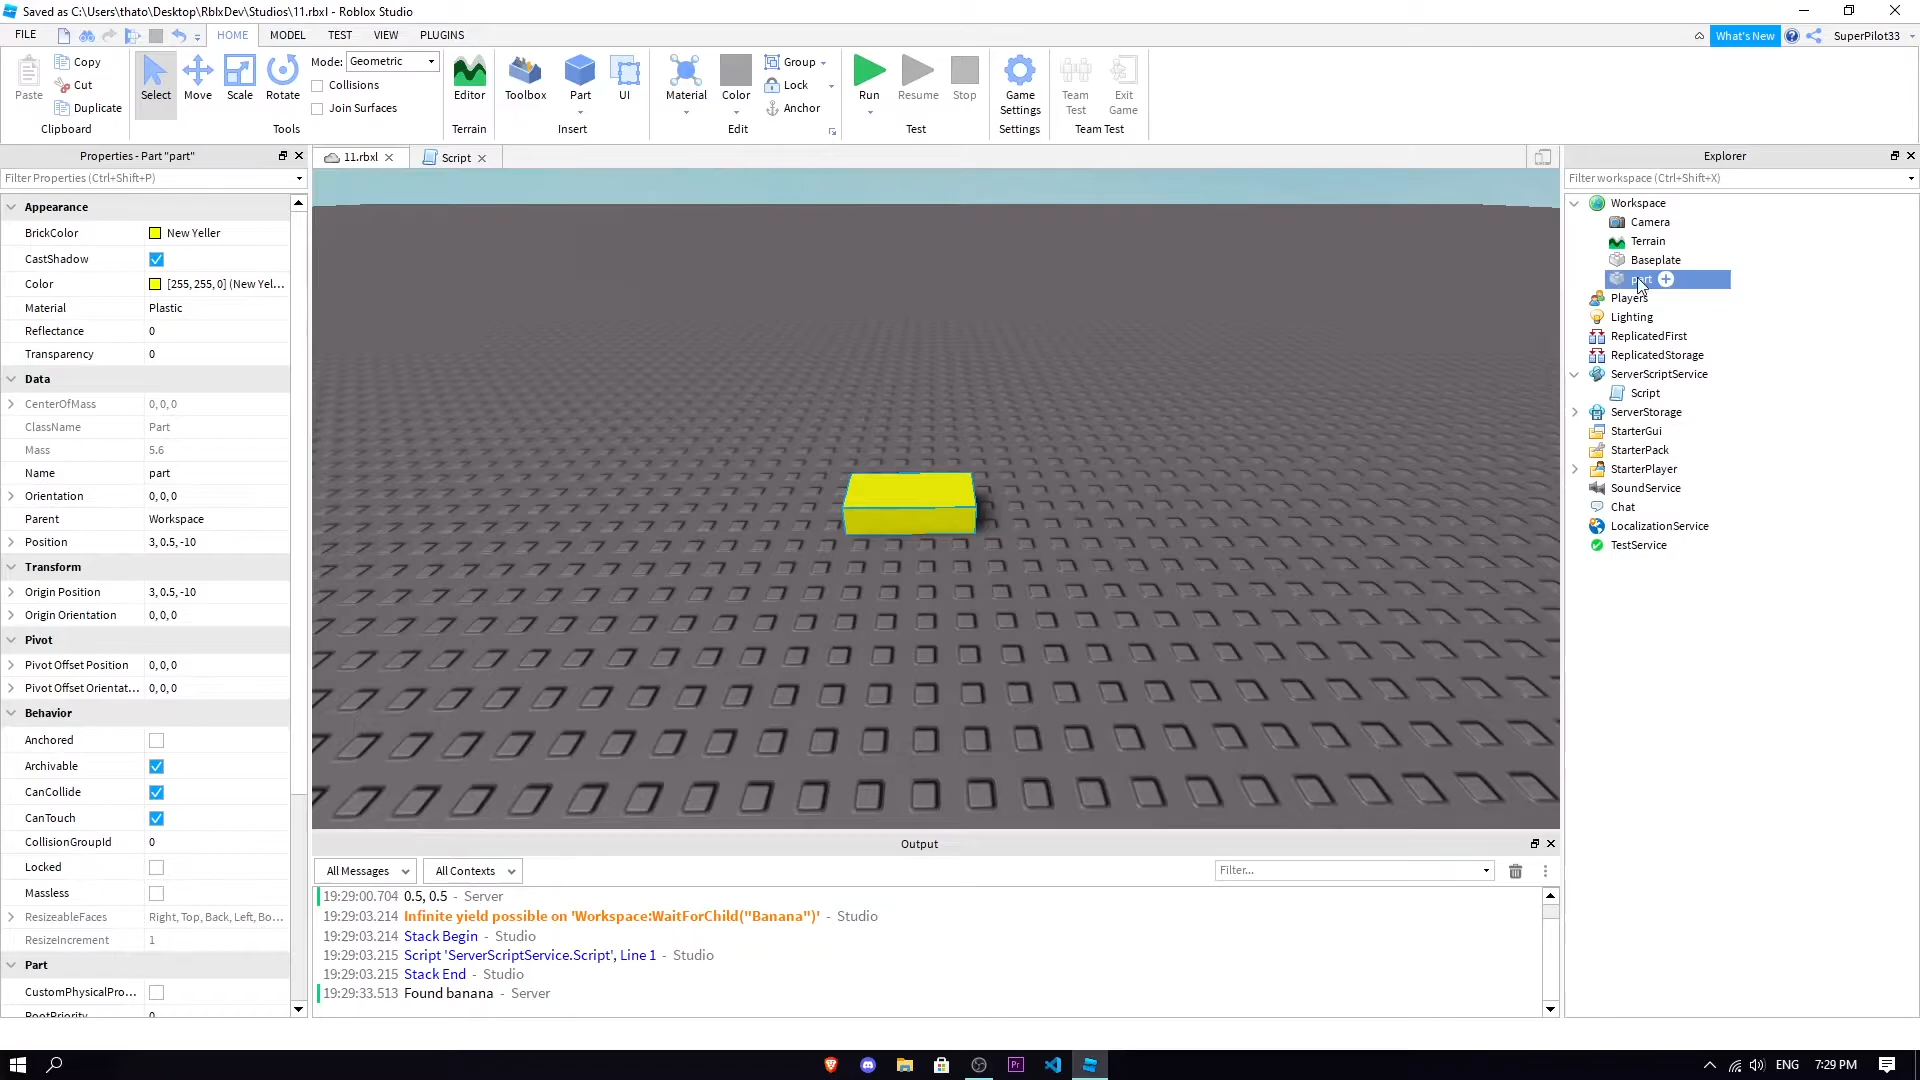 Saved as C:\Users\thato\Desktop\RblxDev\Studios\11.rbxl - Roblox Studio
FILE
HOME
MODEL
TEST
VIEW
PLUGINS
What's New
SuperPilot33
Paste
Copy
Cut
Duplicate
Clipboard
Select
Move
Scale
Rotate
Mode: Geometric
Collisions
Join Surfaces
Tools
Editor
Terrain
Toolbox
Part
UI
Insert
Material
Color
Group
Lock
Anchor
Edit
Run
Resume
Stop
Test
Game Settings
Settings
Team Test
Exit Game
Team Test
Properties - Part "part"
Filter Properties (Ctrl+Shift+P)
Appearance
BrickColor New Yeller
CastShadow
Color [255, 255, 0] (New Yel...
Material Plastic
Reflectance 0
Transparency 0
Data
CenterOfMass 0, 0, 0
ClassName Part
Mass 5.6
Name part
Orientation 0, 0, 0
Parent Workspace
Position 3, 0.5, -10
Transform
Origin Position 3, 0.5, -10
Origin Orientation 0, 0, 0
Pivot
Pivot Offset Position 0, 0, 0
Pivot Offset Orientat... 0, 0, 0
Behavior
Anchored
Archivable
CanCollide
CanTouch
CollisionGroupId 0
Locked
Massless
ResizeableFaces Right, Top, Back, Left, Bo...
ResizeIncrement 1
Part
CustomPhysicalPro...
RootPriority 0
11.rbxl
Script
Output
All Messages
All Contexts
Filter...
19:29:00.704 0.5, 0.5 - Server
19:29:03.214 Infinite yield possible on 'Workspace:WaitForChild("Banana")' - Studio
19:29:03.214 Stack Begin - Studio
19:29:03.215 Script 'ServerScriptService.Script', Line 1 - Studio
19:29:03.215 Stack End - Studio
19:29:33.513 Found banana - Server
Explorer
Filter workspace (Ctrl+Shift+X)
Workspace
Camera
Terrain
Baseplate
part
Players
Lighting
ReplicatedFirst
ReplicatedStorage
ServerScriptService
Script
ServerStorage
StarterGui
StarterPack
StarterPlayer
SoundService
Chat
LocalizationService
TestService
ENG
7:29 PM